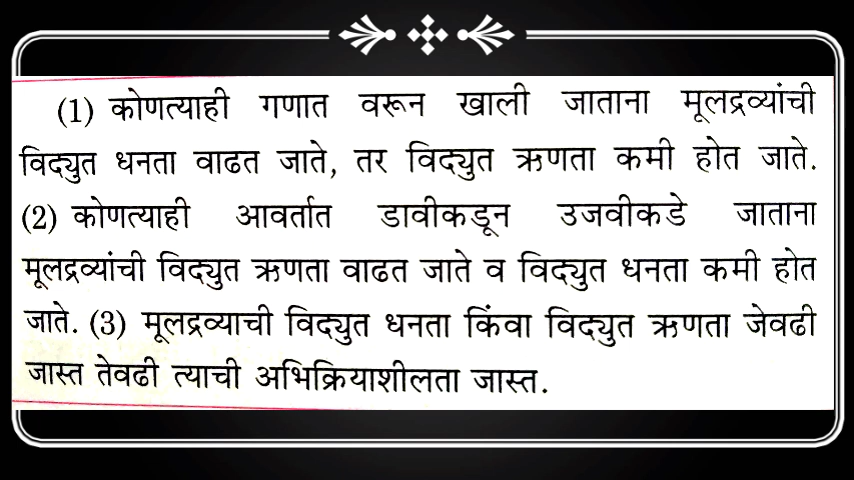 (1) कोणत्याही गणात वरून खाली जाताना मूलद्रव्यांची
विद्युत धनता वाढत जाते, तर विद्युत ऋणता कमी होत जाते.
(2) कोणत्याही आवर्तात डावीकडून उजवीकडे जाताना
मूलद्रव्यांची विद्युत ऋणता वाढत जाते व विद्युत धनता कमी होत
जाते. (3) मूलद्रव्याची विद्युत धनता किंवा विद्युत ऋणता जेवढी
जास्त तेवढी त्याची अभिक्रियाशीलता जास्त.